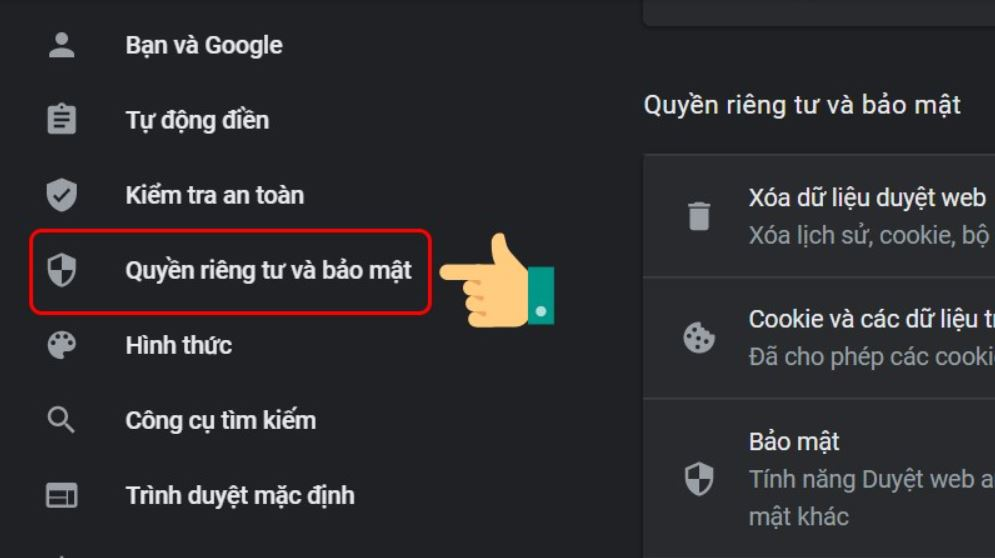 Bạn và Google
Tự động điền
Kiểm tra an toàn
Quyền riêng tư và bảo mật
Hình thức
Công cụ tìm kiếm
Trình duyệt mặc định
Quyền riêng tư và bảo mật
Xóa dữ liệu duyệt web
Xóa lịch sử, cookie, bộ
Cookie và các dữ liệu
Đã cho phép các
Bảo mật
Tính năng Duyệt web
mật khác